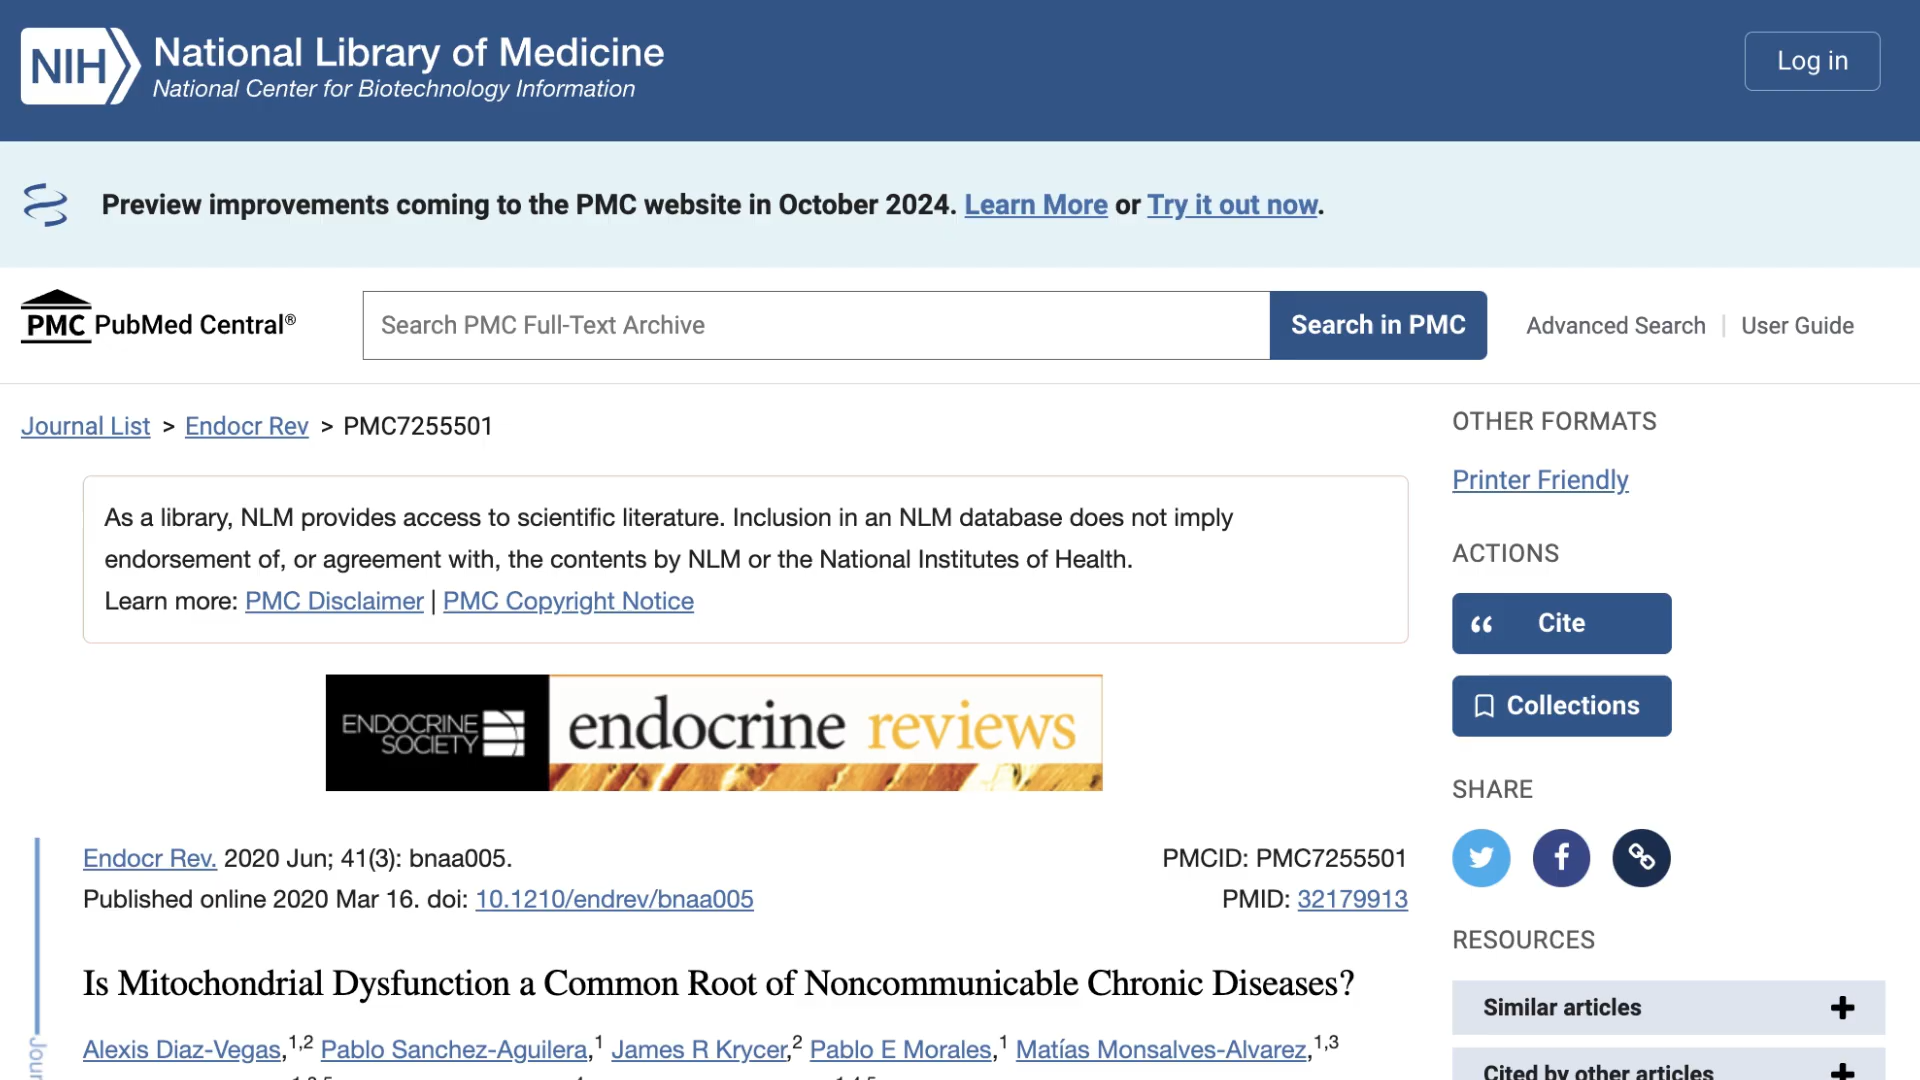 NIH National Library of Medicine
National Center for Biotechnology Information
Log in
Preview improvements coming to the PMC website in October 2024. Learn More or Try it out now.
PMC PubMed Central®
Search PMC Full-Text Archive
Search in PMC
Advanced Search | User Guide
Journal List > Endocr Rev > PMC7255501
As a library, NLM provides access to scientific literature. Inclusion in an NLM database does not imply
endorsement of, or agreement with, the contents by NLM or the National Institutes of Health.
Learn more: PMC Disclaimer | PMC Copyright Notice
ENDOCRINE
SOCIETY
endocrine reviews
Endocr Rev. 2020 Jun; 41(3): bnaa005.
Published online 2020 Mar 16. doi: 10.1210/endrev/bnaa005
PMCID: PMC7255501
PMID: 32179913
Is Mitochondrial Dysfunction a Common Root of Noncommunicable Chronic Diseases?
Alexis Diaz-Vegas,1,2 Pablo Sanchez-Aguilera,1 James R Krycer,2 Pablo E Morales,1 Matías Monsalves-Alvarez,1,3
Jour
OTHER FORMATS
Printer Friendly
ACTIONS
Cite
Collections
SHARE
RESOURCES
Similar articles
Cited by other articles